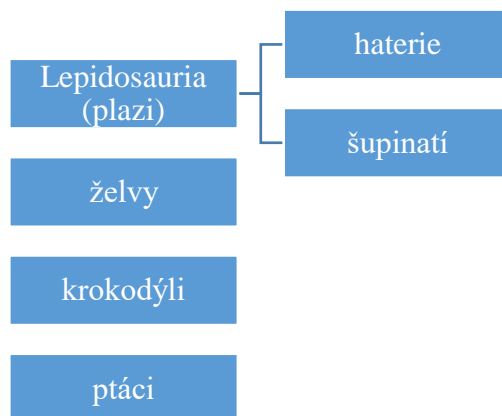 Lepidosauria
(plazi)
haterie
šupinatí
želvy
krokodýli
ptáci